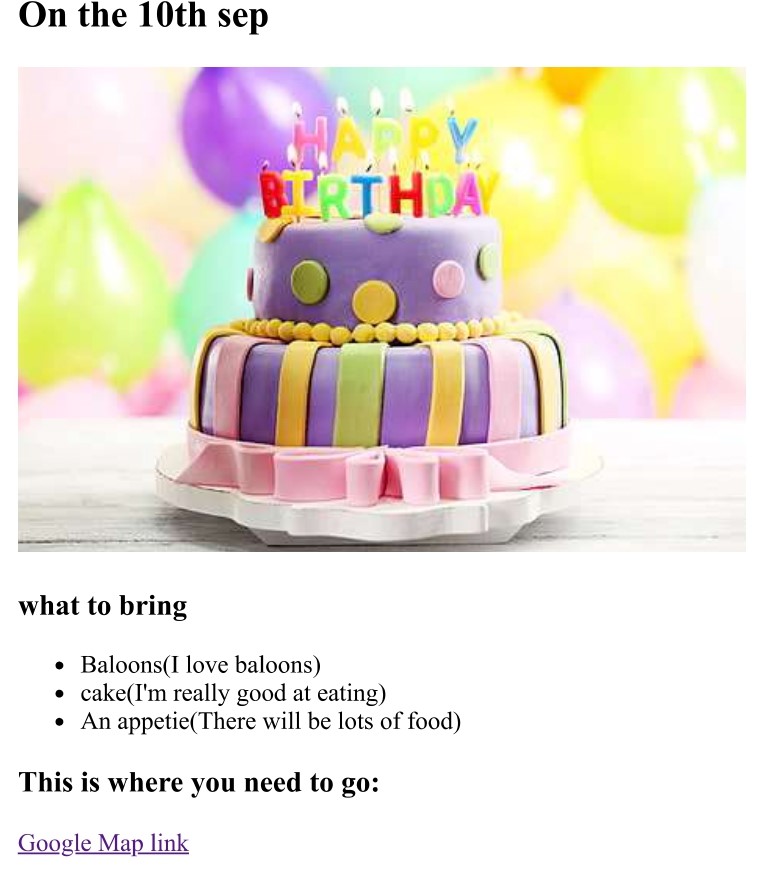 On the 10th sep
HAPPY
BIRTHDAY
what to bring
Baloons(I love baloons)
cake(I'm really good at eating)
An appetie(There will be lots of food)
This is where you need to go:
Google Map link